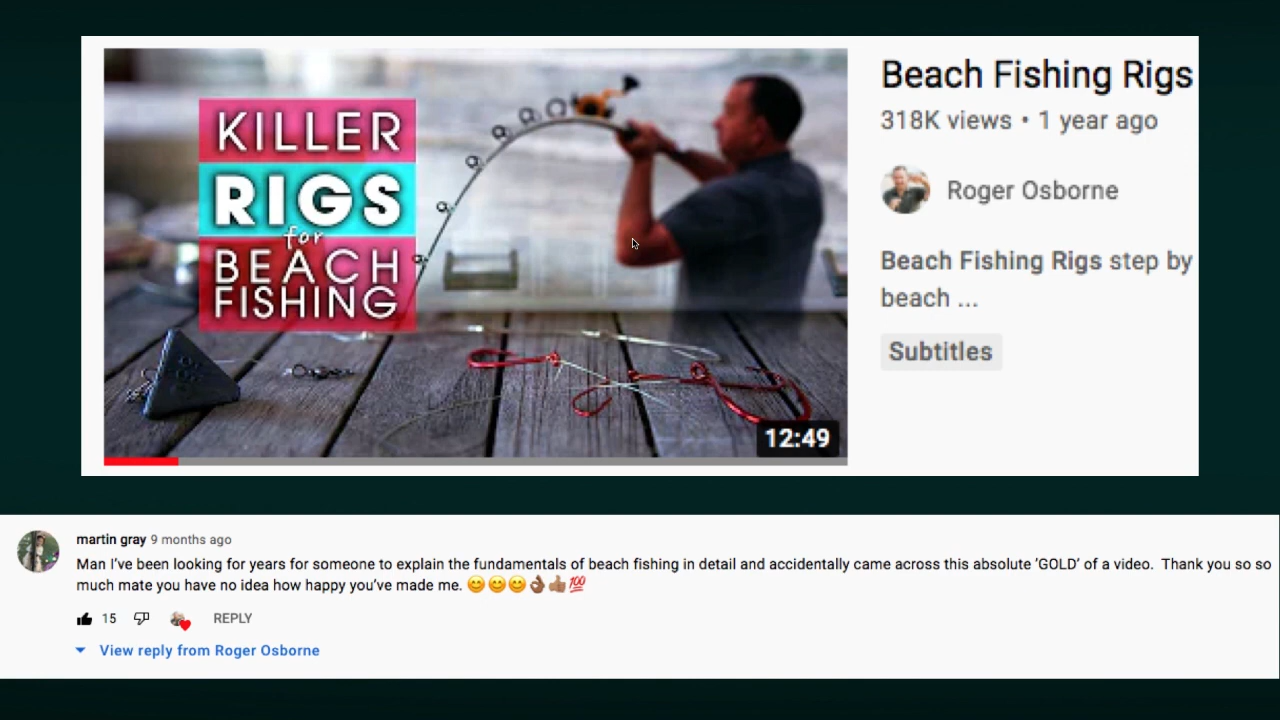 KILLER
RIGS
for
BEACH
FISHING
12:49
Beach Fishing Rigs
318K views • 1 year ago
Roger Osborne
Beach Fishing Rigs step by
beach ...
Subtitles
martin gray 9 months ago
Man I've been looking for years for someone to explain the fundamentals of beach fishing in detail and accidentally came across this absolute 'GOLD' of a video.  Thank you so so
much mate you have no idea how happy you've made me. 😊😊😊👌🏽👍🏽💯
15 REPLY
View reply from Roger Osborne